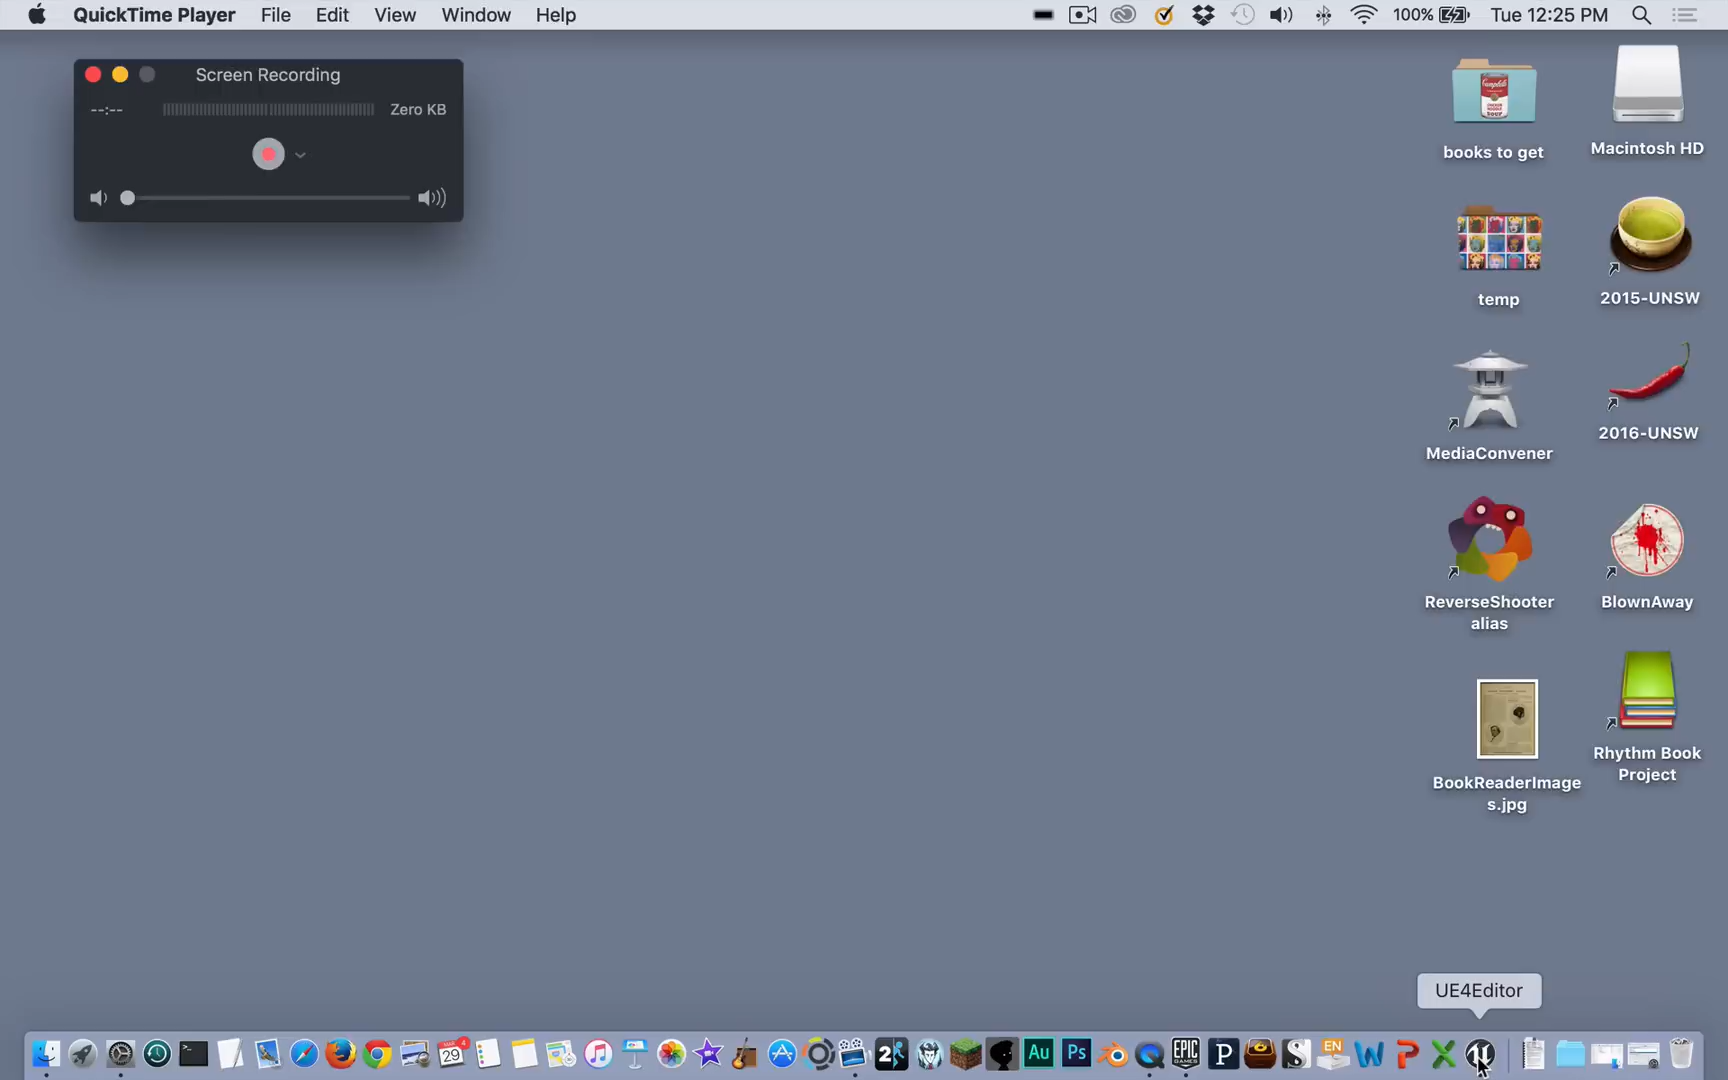 QuickTime Player File Edit View Window Help 100% Tue 12:25 PM
Screen Recording
--:-- Zero KB
books to get Macintosh HD
temp 2015-UNSW
MediaConvener 2016-UNSW
ReverseShooter alias BlownAway
BookReaderImage
s.jpg
Rhythm Book
Project
UE4Editor